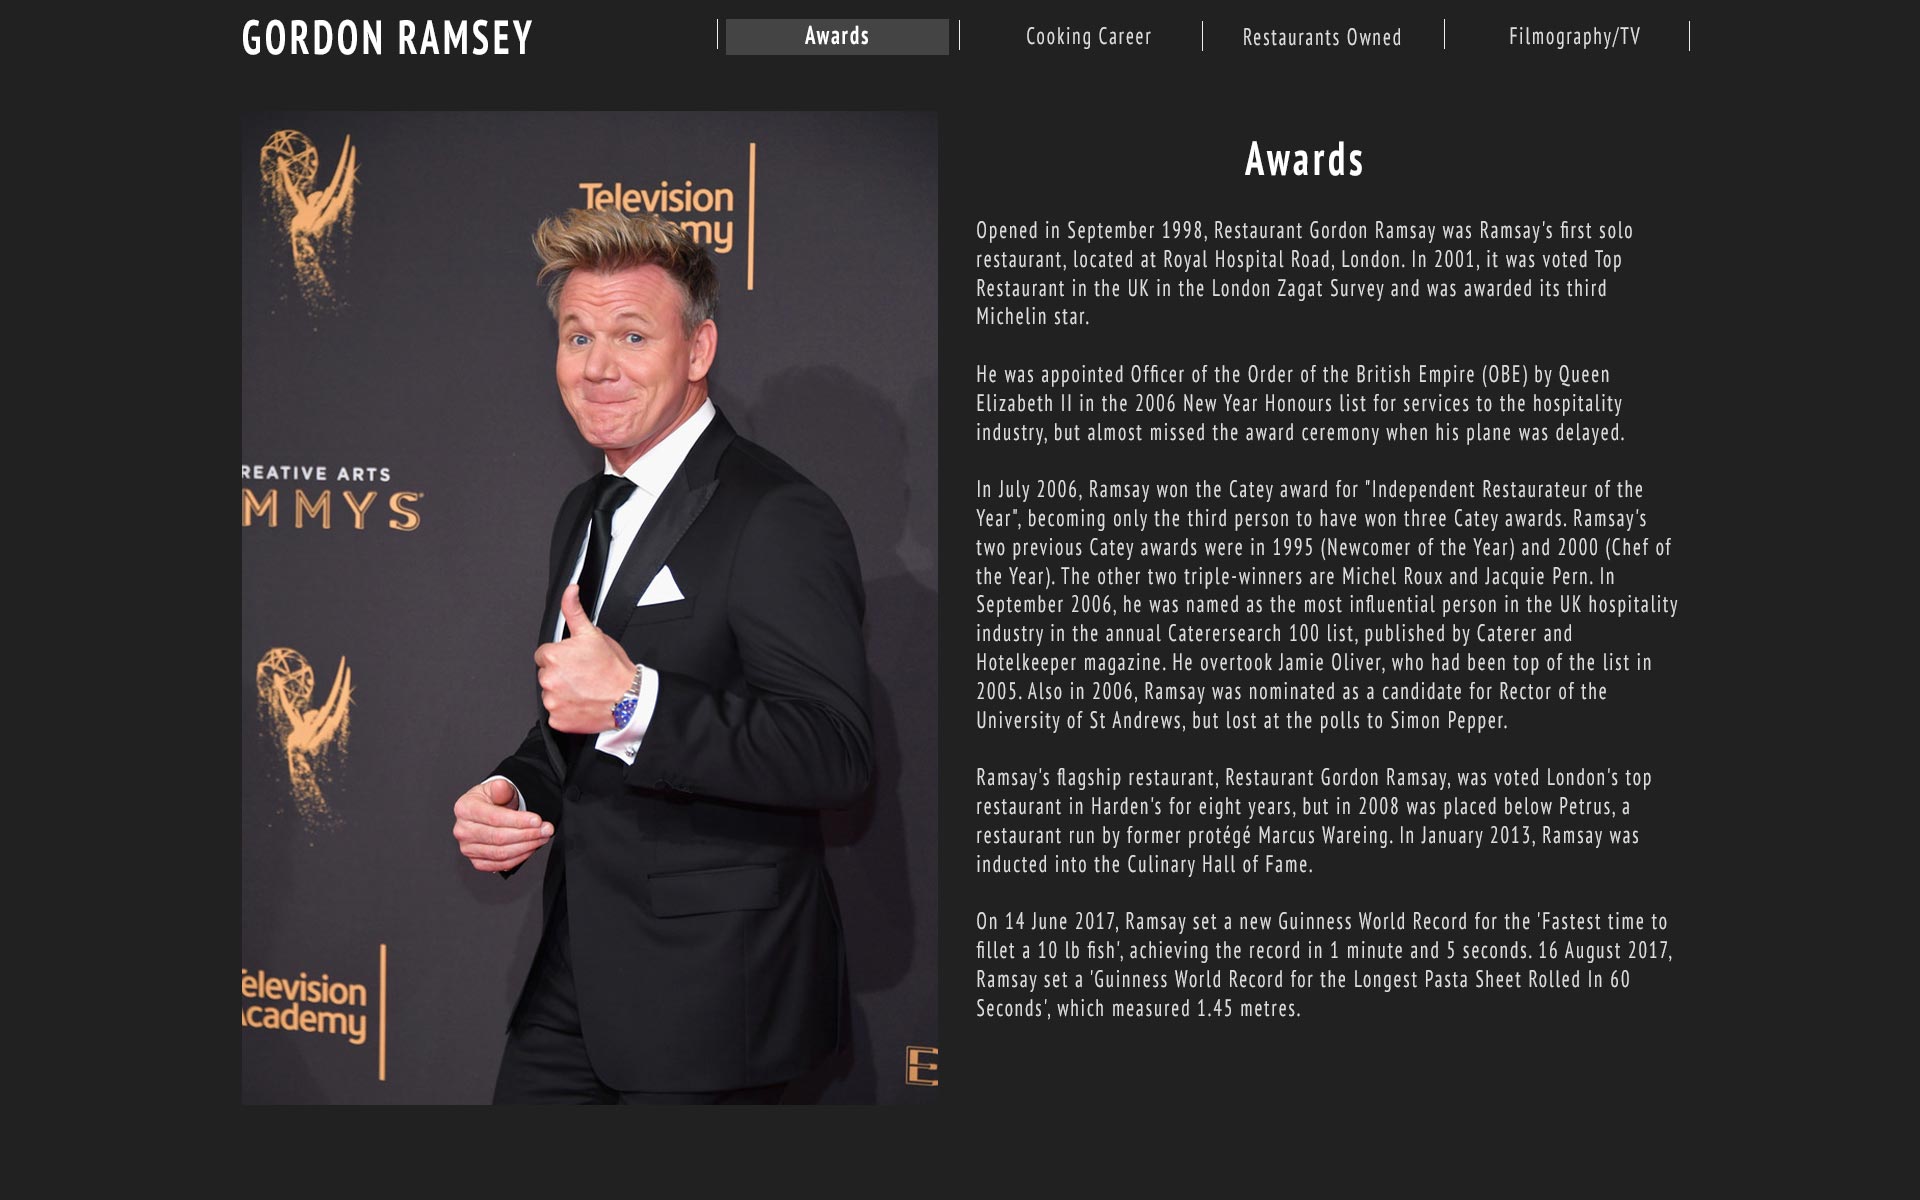 GORDON RAMSEY
Awards
Cooking Career
Restaurants Owned
Filmography/TV
Television
my
REATIVE ARTS
MMYS
elevision
Academy
E
Awards
Opened in September 1998, Restaurant Gordon Ramsay was Ramsay's first solo
restaurant, located at Royal Hospital Road, London. In 2001, it was voted Top
Restaurant in the UK in the London Zagat Survey and was awarded its third
Michelin star.
He was appointed Officer of the Order of the British Empire (OBE) by Queen
Elizabeth II in the 2006 New Year Honours list for services to the hospitality
industry, but almost missed the award ceremony when his plane was delayed.
In July 2006, Ramsay won the Catey award for "Independent Restaurateur of the
Year", becoming only the third person to have won three Catey awards. Ramsay's
two previous Catey awards were in 1995 (Newcomer of the Year) and 2000 (Chef of
the Year). The other two triple-winners are Michel Roux and Jacquie Pern. In
September 2006, he was named as the most influential person in the UK hospitality
industry in the annual Caterersearch 100 list, published by Caterer and
Hotelkeeper magazine. He overtook Jamie Oliver, who had been top of the list in
2005. Also in 2006, Ramsay was nominated as a candidate for Rector of the
University of St Andrews, but lost at the polls to Simon Pepper.
Ramsay's flagship restaurant, Restaurant Gordon Ramsay, was voted London's top
restaurant in Harden's for eight years, but in 2008 was placed below Petrus, a
restaurant run by former protégé Marcus Wareing. In January 2013, Ramsay was
inducted into the Culinary Hall of Fame.
On 14 June 2017, Ramsay set a new Guinness World Record for the 'Fastest time to
fillet a 10 lb fish', achieving the record in 1 minute and 5 seconds. 16 August 2017,
Ramsay set a 'Guinness World Record for the Longest Pasta Sheet Rolled In 60
Seconds', which measured 1.45 metres.